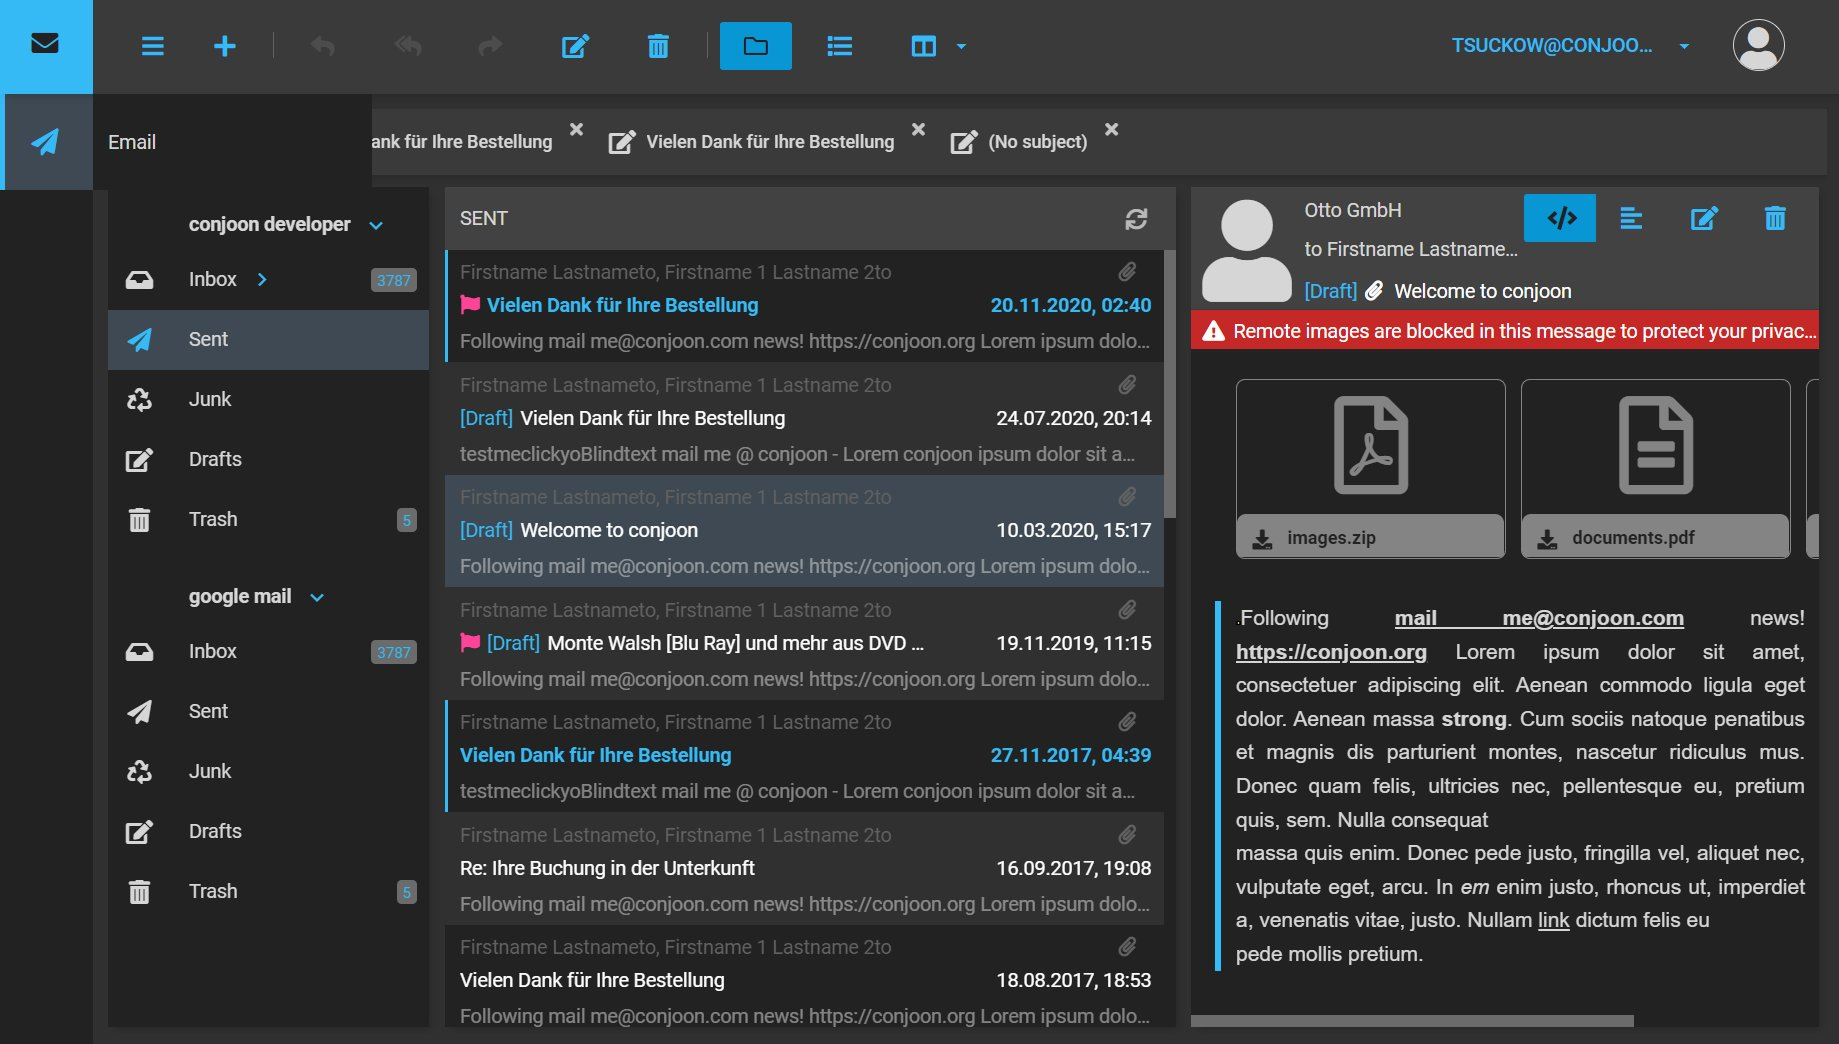 TSUCKOW@CONJOO...
Email
ank für Ihre Bestellung
Vielen Dank für Ihre Bestellung
(No subject)
conjoon developer
Inbox 3787
Sent
Junk
Drafts
Trash 5
google mail
Inbox 3787
Sent
Junk
Drafts
Trash 5
SENT
Firstname Lastnameto, Firstname 1 Lastname 2to
Vielen Dank für Ihre Bestellung 20.11.2020, 02:40
Following mail me@conjoon.com news! https://conjoon.org Lorem ipsum dolo...
Firstname Lastnameto, Firstname 1 Lastname 2to
[Draft] Vielen Dank für Ihre Bestellung 24.07.2020, 20:14
testmeclickyoBlindtext mail me @ conjoon - Lorem conjoon ipsum dolor sit a...
Firstname Lastnameto, Firstname 1 Lastname 2to
[Draft] Welcome to conjoon 10.03.2020, 15:17
Following mail me@conjoon.com news! https://conjoon.org Lorem ipsum dolo...
Firstname Lastnameto, Firstname 1 Lastname 2to
[Draft] Monte Walsh [Blu Ray] und mehr aus DVD ... 19.11.2019, 11:15
Following mail me@conjoon.com news! https://conjoon.org Lorem ipsum dolo...
Firstname Lastnameto, Firstname 1 Lastname 2to
Vielen Dank für Ihre Bestellung 27.11.2017, 04:39
testmeclickyoBlindtext mail me @ conjoon - Lorem conjoon ipsum dolor sit a...
Firstname Lastnameto, Firstname 1 Lastname 2to
Re: Ihre Buchung in der Unterkunft 16.09.2017, 19:08
Following mail me@conjoon.com news! https://conjoon.org Lorem ipsum dolo...
Firstname Lastnameto, Firstname 1 Lastname 2to
Vielen Dank für Ihre Bestellung 18.08.2017, 18:53
Following mail me@conjoon.com news! https://conjoon.org Lorem ipsum dolo...
Otto GmbH
to Firstname Lastname...
[Draft] Welcome to conjoon
Remote images are blocked in this message to protect your privac...
images.zip
documents.pdf
.Following mail me@conjoon.com news!
https://conjoon.org Lorem ipsum dolor sit amet,
consectetuer adipiscing elit. Aenean commodo ligula eget
dolor. Aenean massa strong. Cum sociis natoque penatibus
et magnis dis parturient montes, nascetur ridiculus mus.
Donec quam felis, ultricies nec, pellentesque eu, pretium
quis, sem. Nulla consequat
massa quis enim. Donec pede justo, fringilla vel, aliquet nec,
vulputate eget, arcu. In em enim justo, rhoncus ut, imperdiet
a, venenatis vitae, justo. Nullam link dictum felis eu
pede mollis pretium.